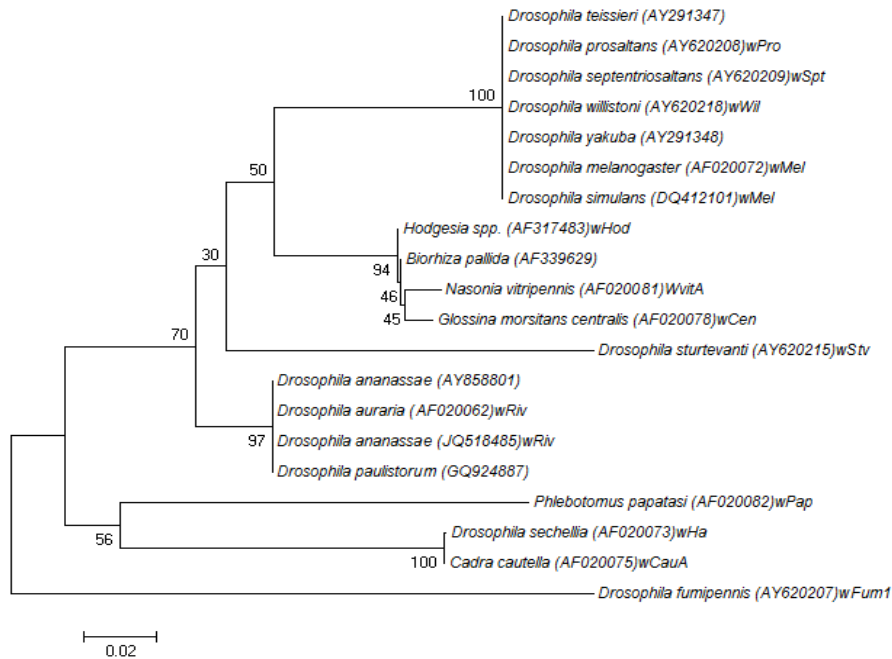 Drosophila teissieri (AY291347)
Drosophila prosaltans (AY620208)wPro
100
Drosophila septentriosaltans (AY620209)wSpt
Drosophila willistoni (AY620218)wWil
Drosophila yakuba (AY291348)
50
Drosophila melanogaster (AF020072)wMel
Drosophila simulans (DQ412101)wMel
Hodgesia spp. (AF317483)wHod
30
Biorhiza pallida (AF339629)
94
Nasonia vitripennis (AF020081)WvitA
46
Glossina morsitans centralis (AF020078)wCen
45
70
Drosophila sturtevanti (AY620215)wStv
Drosophila ananassae (AY858801)
Drosophila auraria (AF020062)wRiv
97
Drosophila ananassae (JQ518485)wRiv
Drosophila paulistorum (GQ924887)
Phlebotomus papatasi (AF020082)wPap
56
Drosophila sechellia (AF020073)wHa
100
Cadra cautella (AF020075)wCauA
Drosophila fumipennis (AY620207)wFum1
0.02